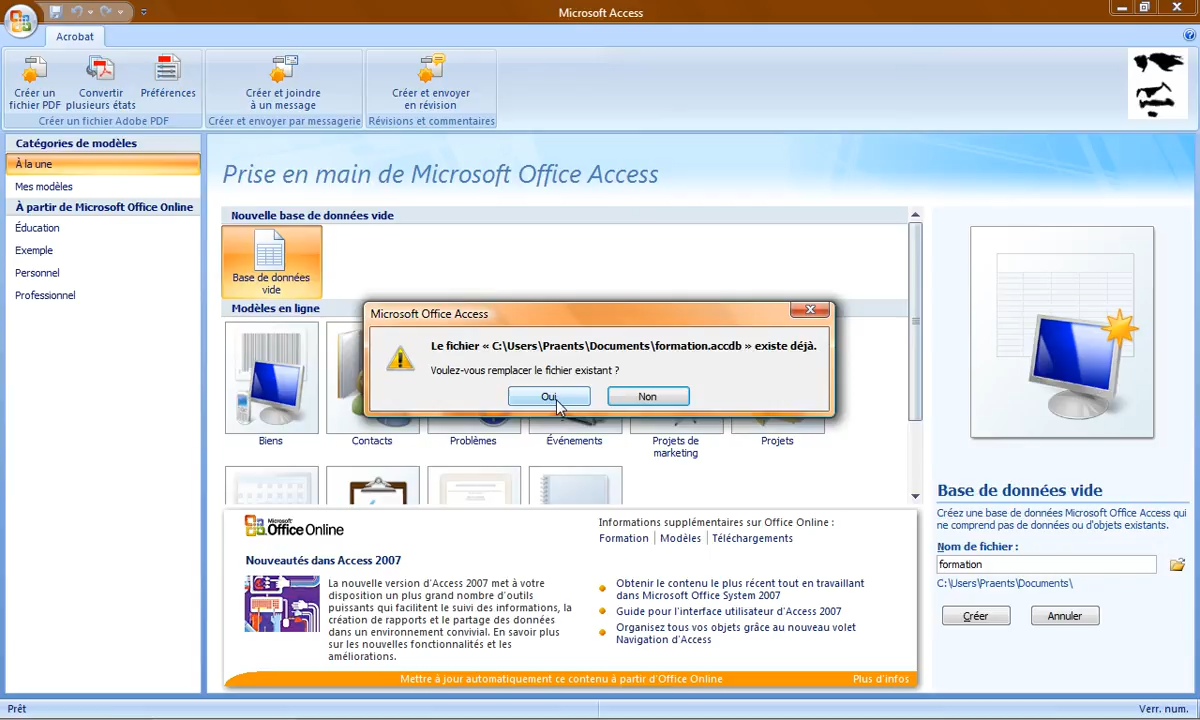 Microsoft Access
Acrobat
Créer un
fichier PDF
Convertir
plusieurs états
Préférences
Créer et joindre
à un message
Créer et envoyer
en révision
Créer un fichier Adobe PDF
Créer et envoyer par messagerie
Révisions et commentaires
Catégories de modèles
À la une
Mes modèles
À partir de Microsoft Office Online
Éducation
Exemple
Personnel
Professionnel
Prise en main de Microsoft Office Access
Nouvelle base de données vide
Base de données
vide
Modèles en ligne
Microsoft Office Access
Le fichier « C:\Users\Praents\Documents\formation.accdb » existe déjà.
Voulez-vous remplacer le fichier existant ?
Oui
Non
Biens
Contacts
Problèmes
Événements
Projets de
marketing
Projets
Microsoft
Office Online
Nouveautés dans Access 2007
La nouvelle version d'Access 2007 met à votre
disposition un plus grand nombre d'outils
puissants qui facilitent le suivi des informations, la
création de rapports et le partage des données
dans un environnement convivial. En savoir plus
sur les nouvelles fonctionnalités et les
améliorations.
Informations supplémentaires sur Office Online :
Formation | Modèles | Téléchargements
Obtenir le contenu le plus récent tout en travaillant
dans Microsoft Office System 2007
Guide pour l'interface utilisateur d'Access 2007
Organisez tous vos objets grâce au nouveau volet
Navigation d'Access
Mettre à jour automatiquement ce contenu à partir d'Office Online
Plus d'infos
Base de données vide
Créez une base de données Microsoft Office Access qui
ne comprend pas de données ou d'objets existants.
Nom de fichier :
formation
C:\Users\Praents\Documents\
Créer
Annuler
Prêt
Verr. num.